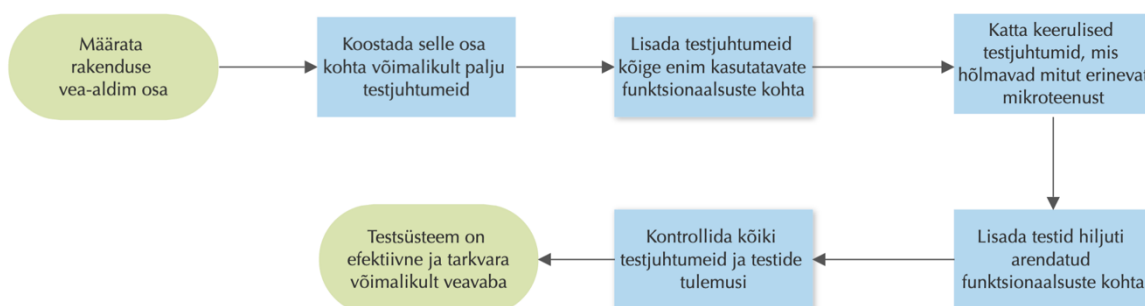 Määrata
rakenduse
vea-aldim osa
Koostada selle osa
kohta võimalikult palju
testjuhtumeid
Lisada testjuhtumeid
kõige enim kasutatavate
funktsionaalsuste kohta
Katta keerulised
testjuhtumid, mis
hõlmavad mitut erinevat
mikroteenust
Lisada testid hiljuti
arendatud
funktsionaalsuste kohta
Kontrollida kõiki
testjuhtumeid ja testide
tulemusi
Testsüsteem on
efektiivne ja tarkvara
võimalikult veavaba